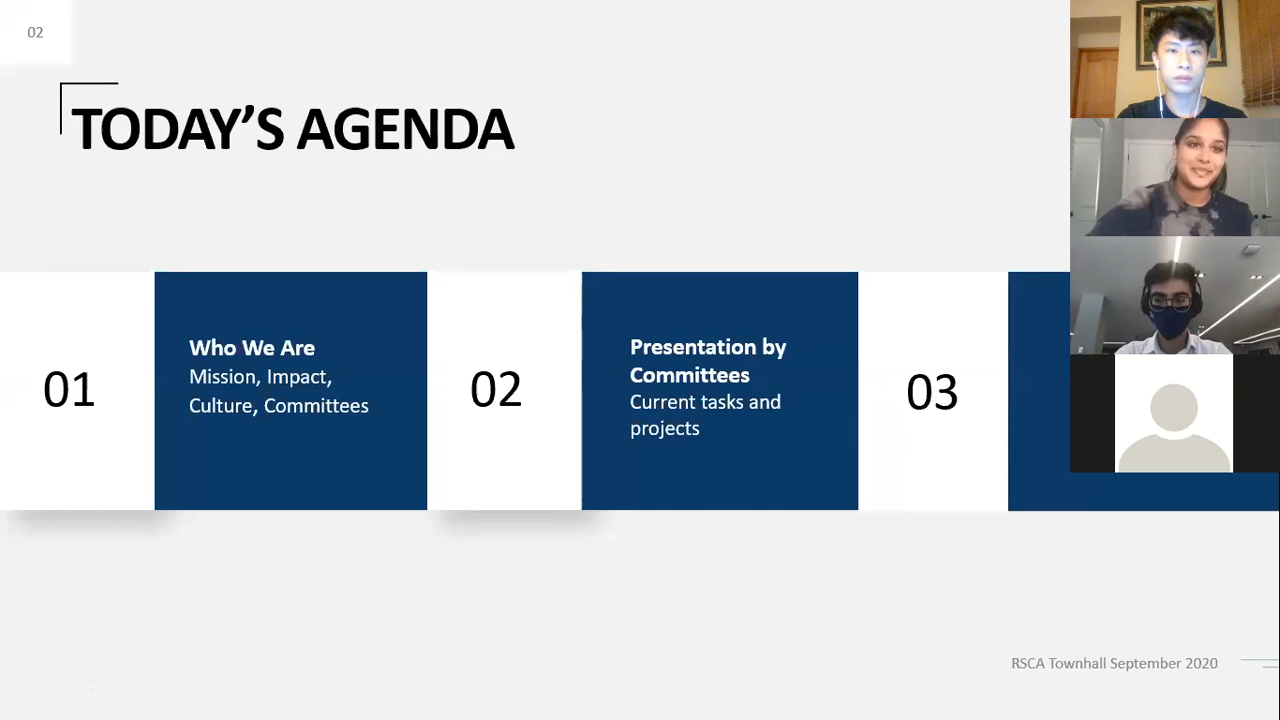 02
TODAY’S AGENDA
01
Who We Are
Mission, Impact,
Culture, Committees
02
Presentation by
Committees
Current tasks and
projects
03
RSCA Townhall September 2020